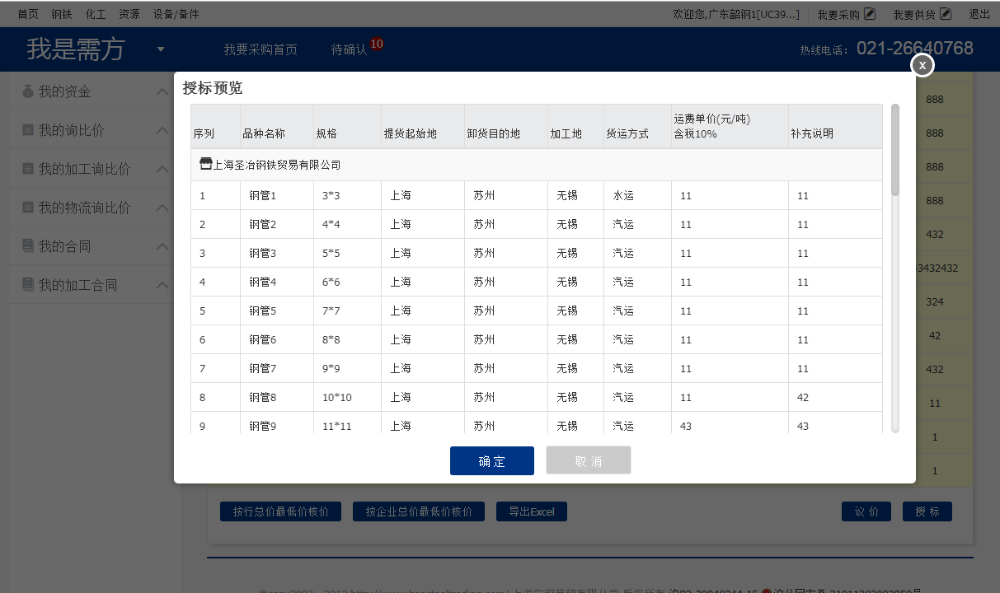 首页 钢铁 化工 资源 设备/备件 欢迎您,广东韶钢1[UC39...] 我要采购 我要供货 退出
我是需方 我要采购首页 待确认 10 热线电话: 021-26640768
x
授标预览
我的资金
我的询比价
我的加工询比价
我的物流询比价
我的合同
我的加工合同
序列 品种名称 规格 提货起始地 卸货目的地 加工地 货运方式 运费单价(元/吨) 含税10% 补充说明
上海圣冶钢铁贸易有限公司
1 钢管1 3*3 上海 苏州 无锡 水运 11 11
2 钢管2 4*4 上海 苏州 无锡 汽运 11 11
3 钢管3 5*5 上海 苏州 无锡 汽运 11 11
4 钢管4 6*6 上海 苏州 无锡 汽运 11 11
5 钢管5 7*7 上海 苏州 无锡 汽运 11 11
6 钢管6 8*8 上海 苏州 无锡 汽运 11 11
7 钢管7 9*9 上海 苏州 无锡 汽运 11 11
8 钢管8 10*10 上海 苏州 无锡 汽运 11 42
9 钢管9 11*11 上海 苏州 无锡 汽运 43 43
确 定 取 消
888
888
888
888
432
3432432
324
42
432
11
1
1
按行总价最低价核价 按企业总价最低价核价 导出Excel 议 价 授 标